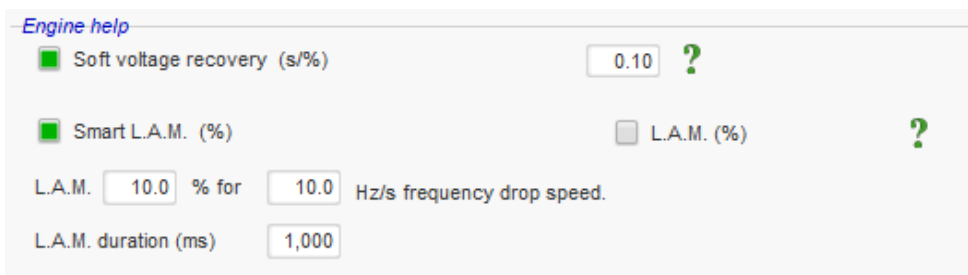 Engine help
Soft voltage recovery (s/%) 0.10 ?
Smart L.A.M. (%) L.A.M. (%) ?
L.A.M. 10.0 % for 10.0 Hz/s frequency drop speed.
L.A.M. duration (ms) 1,000